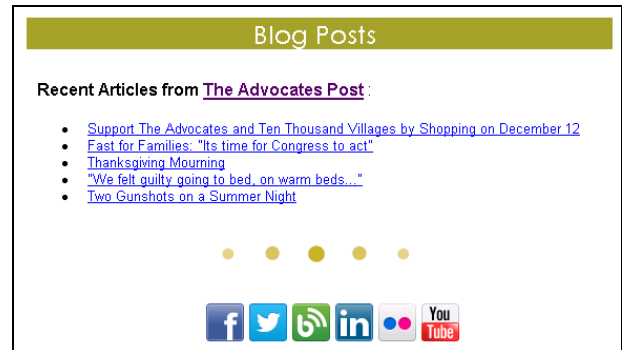 Blog Posts
Recent Articles from The Advocates Post :
Support The Advocates and Ten Thousand Villages by Shopping on December 12
Fast for Families: "Its time for Congress to act"
Thanksgiving Mourning
"We felt guilty going to bed, on warm beds..."
Two Gunshots on a Summer Night
f b in You
Tube